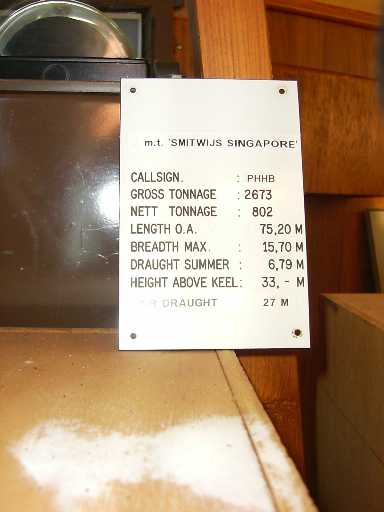 m.t. 'SMITWIJS SINGAPORE'
CALLSIGN. : PHHB
GROSS TONNAGE : 2673
NETT TONNAGE : 802
LENGTH O.A. 75,20 M
BREADTH MAX. : 15,70 M
DRAUGHT SUMMER : 6,79 M
HEIGHT ABOVE KEEL: 33, - M
DRAUGHT 27 M